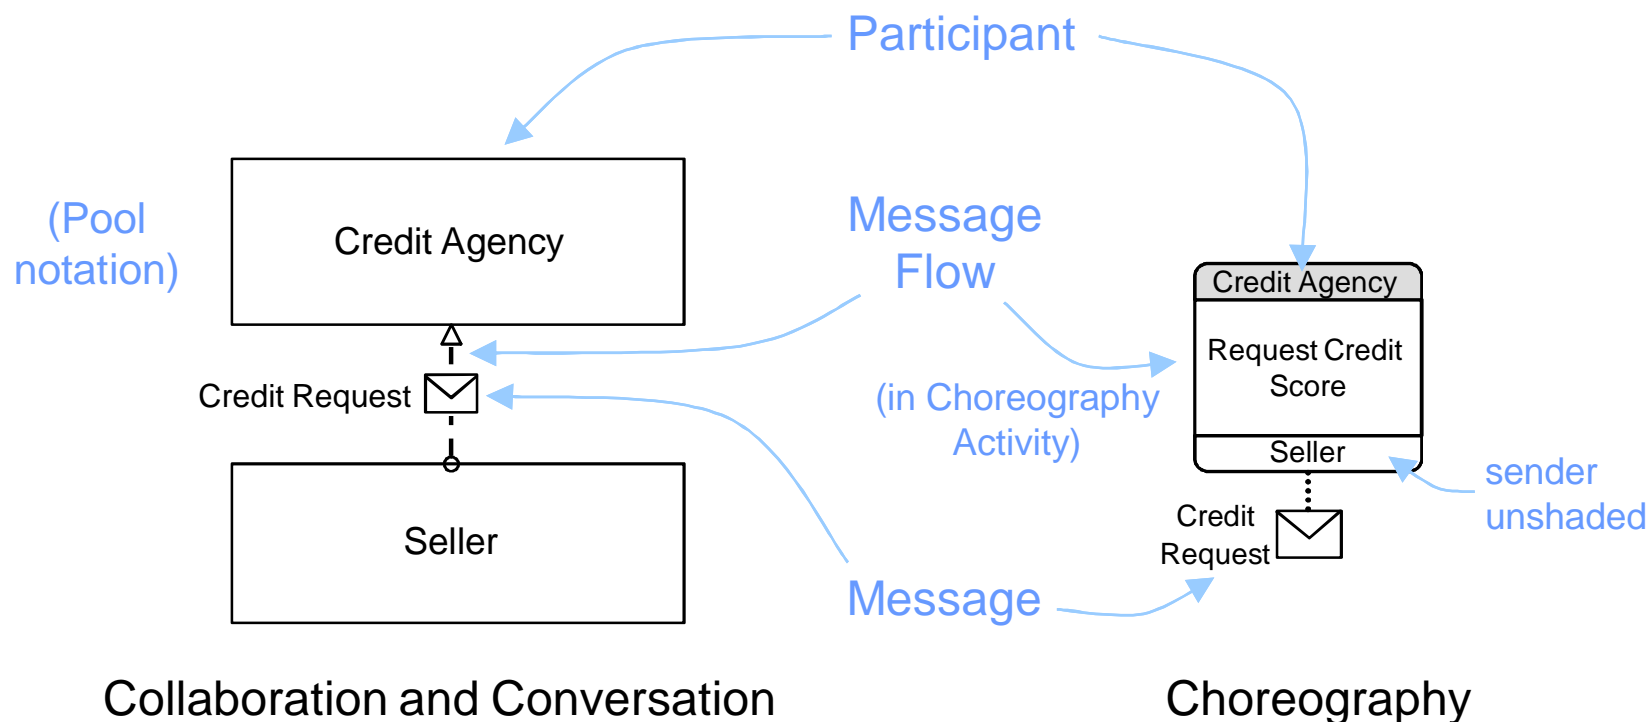 Participant
(Pool
notation)
Credit Agency
Message
Flow
Credit Agency
Request Credit
Score
Credit Request
(in Choreography
Activity)
Seller
sender
unshaded
Seller
Credit
Request
Message
Collaboration and Conversation
Choreography